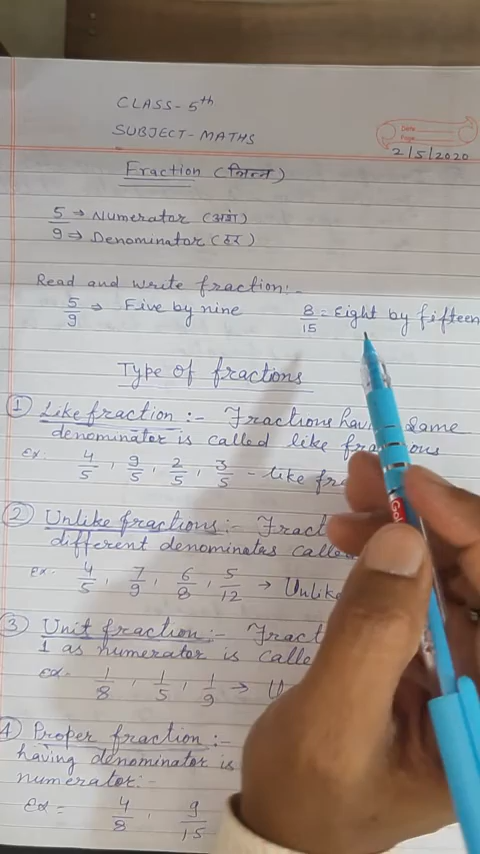 CLASS-5th
SUBJECT-MATHS
Date
Page
2/5/2020
Fraction (भिन्न)
5 → Numerator (अंश)
9 → Denominator (हर)
Read and write fraction:-
5/9 → Five by nine 8/15 = Eight by fifteen
Type of fractions
① Like fraction :- Fractions having same
denominator is called like fractions
Ex. 4/5, 9/5, 2/5, 3/5 - like
② Unlike fractions:- Fract
different denominates called
Ex. 4/5, 7/9, 6/8, 5/12 → Unlike
③ Unit fraction :- Fract
1 as numerator is calle
Ex. 1/8, 1/5, 1/9 → U
④ Proper fraction :-
having denominator is
numerator:-
Ex = 4/8, 9/15